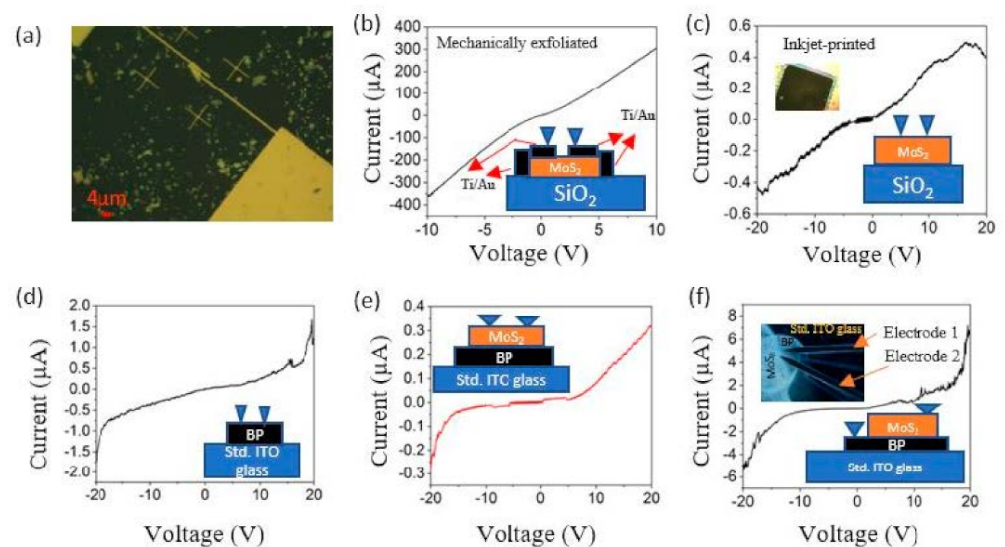 (a)
4μm
(b)
Mechanically exfoliated
Ti/Au
Ti/Au
MoS2
SiO2
400
300
200
100
0
-100
-200
-300
400
-10
-5
0
5
10
Current (μA)
Voltage (V)
(c)
Inkjet-printed
MoS2
SiO2
0.6
0.4
0.2
0.0
-0.2
-0.4
-0.6
-20
-10
0
10
20
Current (μA)
Voltage (V)
(d)
BP
Std. ITO
glass
2.0
1.5
1.0
0.5
0.0
-0.5
-1.0
-1.5
-20
-10
0
10
20
Current (μA)
Voltage (V)
(e)
MoS2
BP
Std. ITC glass
0.4
0.3
0.2
0.1
0.0
-0.1
-0.2
0.3
-20
-10
0
10
20
Current (μA)
Voltage (V)
(f)
Std. ITO glass
BP
MoS2
Electrode 1
Electrode 2
MoS2
BP
Std. ITO glass
8
6
4
2
0
-2
-4
-6
-20
-10
0
10
20
Current (μA)
Voltage (V)